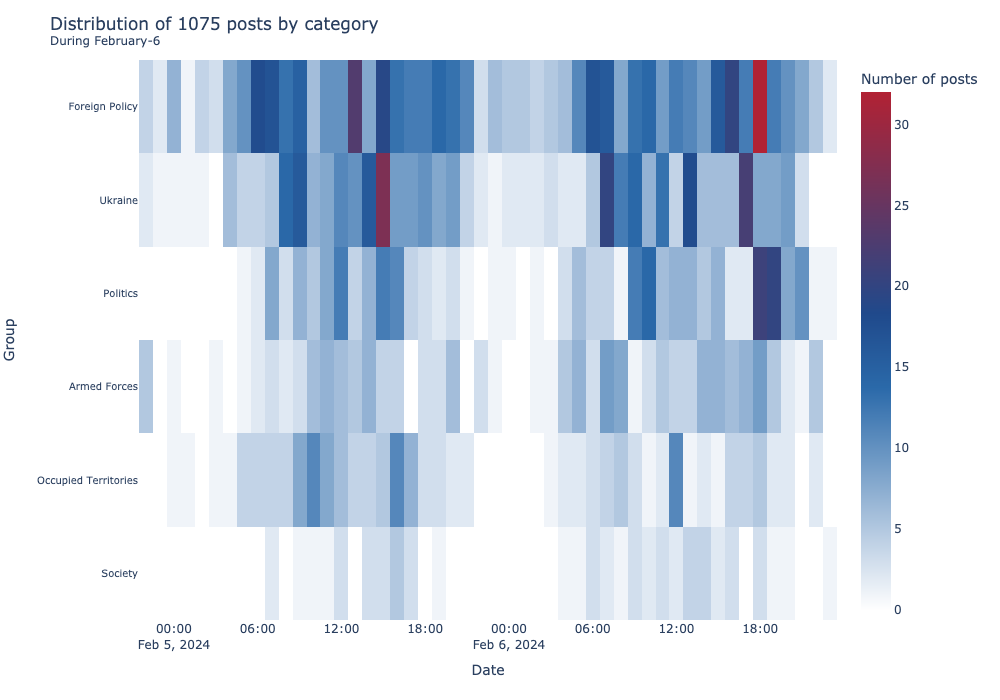 Distribution of 1075 posts by category
During February-6
Number of posts
Foreign Policy
Ukraine
Politics
Armed Forces
Occupied Territories
Society
Group
30
25
20
15
10
5
0
00:00 06:00 12:00 18:00 00:00 06:00 12:00 18:00
Feb 5, 2024 Feb 6, 2024
Date